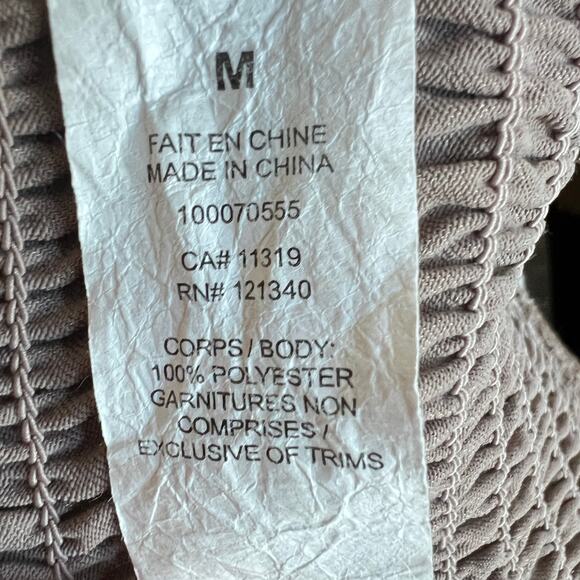 M
FAIT EN CHINE
MADE IN CHINA
100070555
CA# 11319
RN# 121340
CORPS / BODY:
100% POLYESTER
GARNITURES NON
COMPRISES /
EXCLUSIVE OF TRIMS